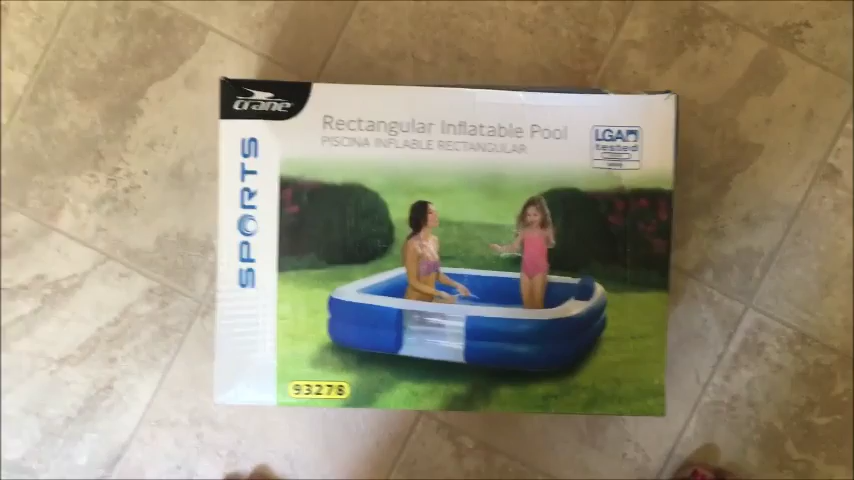 crane
SPORTS
Rectangular Inflatable Pool
PISCINA INFLABLE RECTANGULAR
LGA
tested
93278